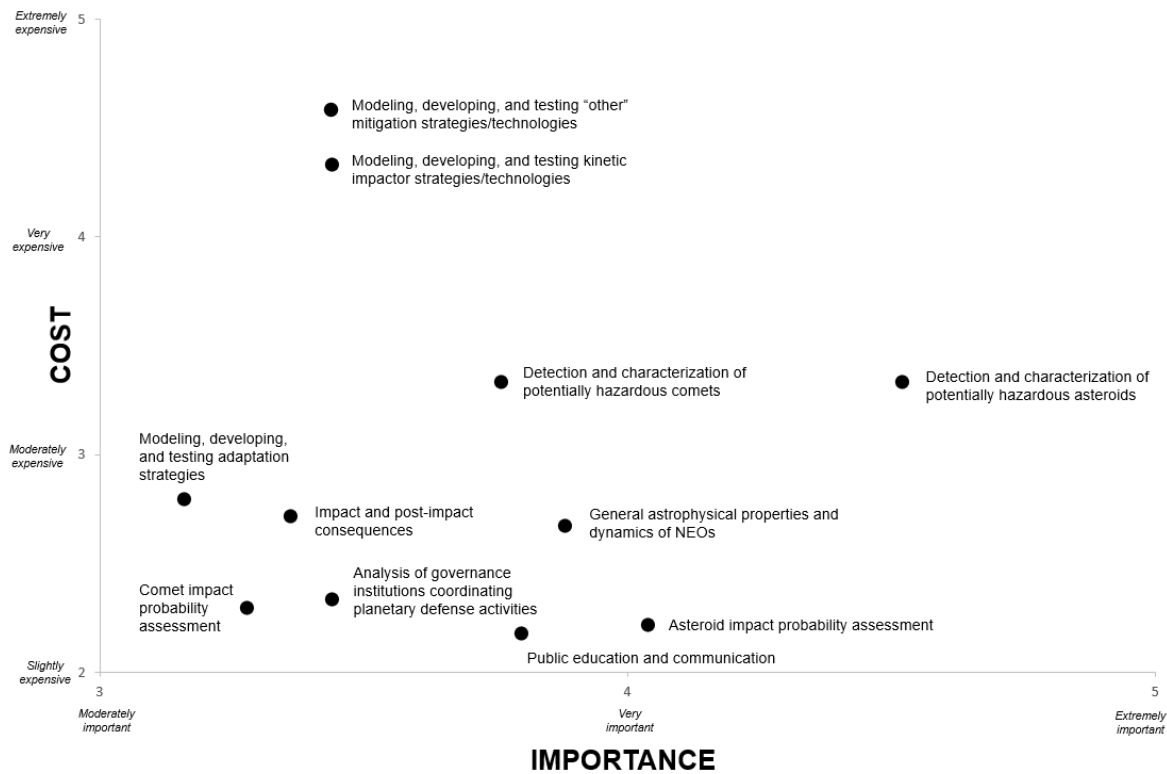 Extremely
expensive
5
Modeling, developing, and testing “other”
mitigation strategies/technologies
Modeling, developing, and testing kinetic
impactor strategies/technologies
Very
expensive
4
COST
Detection and characterization of
potentially hazardous comets
Detection and characterization of
potentially hazardous asteroids
Moderately
expensive
3
Modeling, developing,
and testing adaptation
strategies
Impact and post-impact
consequences
General astrophysical properties and
dynamics of NEOs
Comet impact
probability
assessment
Analysis of governance
institutions coordinating
planetary defense activities
Asteroid impact probability assessment
Public education and communication
Slightly
expensive
2
3
4
5
Moderately
important
Very
important
Extremely
important
IMPORTANCE